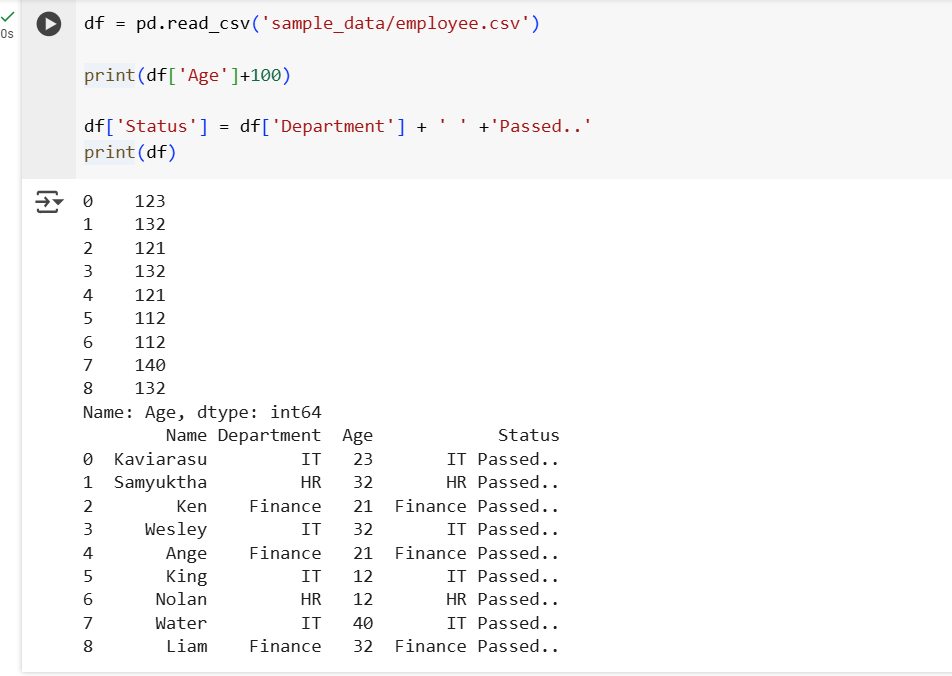 0s
df = pd.read_csv('sample_data/employee.csv')
print(df['Age']+100)
df['Status'] = df['Department'] + ' ' +'Passed..'
print(df)
0    123
1    132
2    121
3    132
4    121
5    112
6    112
7    140
8    132
Name: Age, dtype: int64
        Name Department  Age            Status
0  Kaviarasu         IT   23       IT Passed..
1  Samyuktha         HR   32       HR Passed..
2        Ken    Finance   21  Finance Passed..
3     Wesley         IT   32       IT Passed..
4       Ange    Finance   21  Finance Passed..
5       King         IT   12       IT Passed..
6      Nolan         HR   12       HR Passed..
7      Water         IT   40       IT Passed..
8       Liam    Finance   32  Finance Passed..